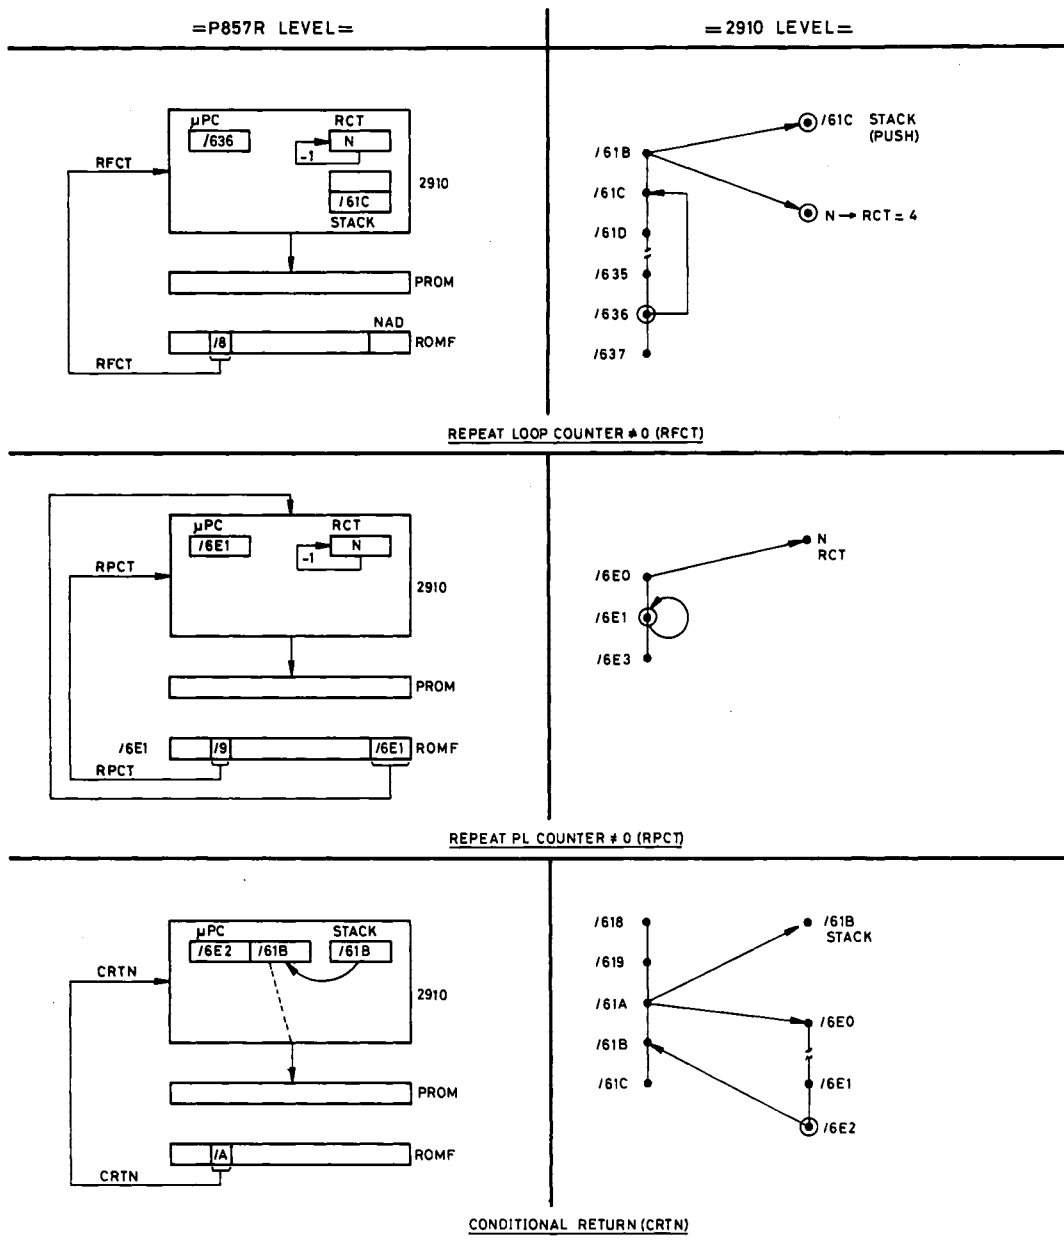 =P857R LEVEL=
=2910 LEVEL=
µPC
/636
RCT
N
-1
RFCT
2910
/61C
STACK
PROM
NAD
/8
ROMF
RFCT
/61C STACK
(PUSH)
/61B
/61C
N → RCT = 4
/61D
/635
/636
/637
REPEAT LOOP COUNTER ≠ 0 (RFCT)
µPC
/6E1
RCT
N
-1
RPCT
2910
PROM
/6E1
/9
/6E1
ROMF
RPCT
N
RCT
/6E0
/6E1
/6E3
REPEAT PL COUNTER ≠ 0 (RPCT)
µPC
/6E2
/61B
STACK
/61B
CRTN
2910
PROM
/A
ROMF
CRTN
/618
/61B
STACK
/619
/61A
/6E0
/61B
/61C
/6E1
/6E2
CONDITIONAL RETURN (CRTN)